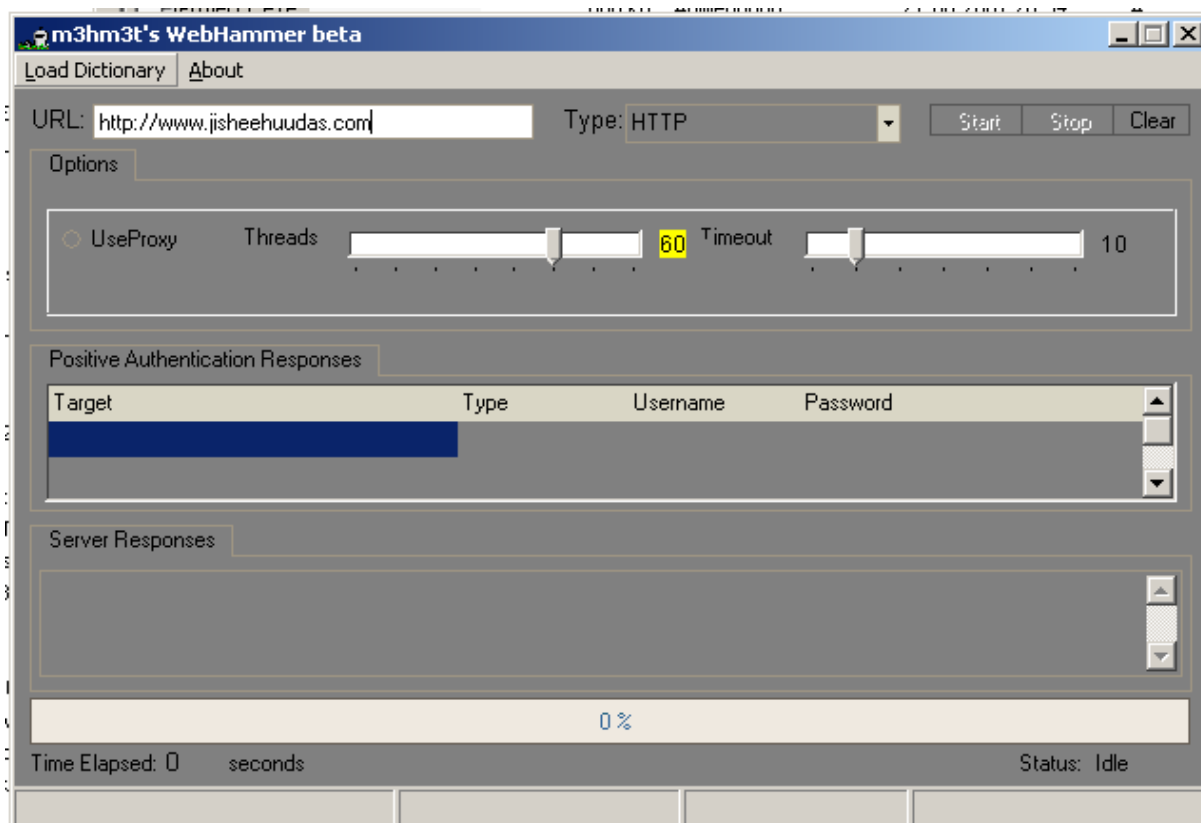 m3hm3t's WebHammer beta
Load Dictionary About
URL: http://www.jisheehuudas.com Type: HTTP Start Stop Clear
Options
UseProxy Threads 60 Timeout 10
Positive Authentication Responses
Target Type Username Password
Server Responses
0 %
Time Elapsed: 0 seconds Status: Idle